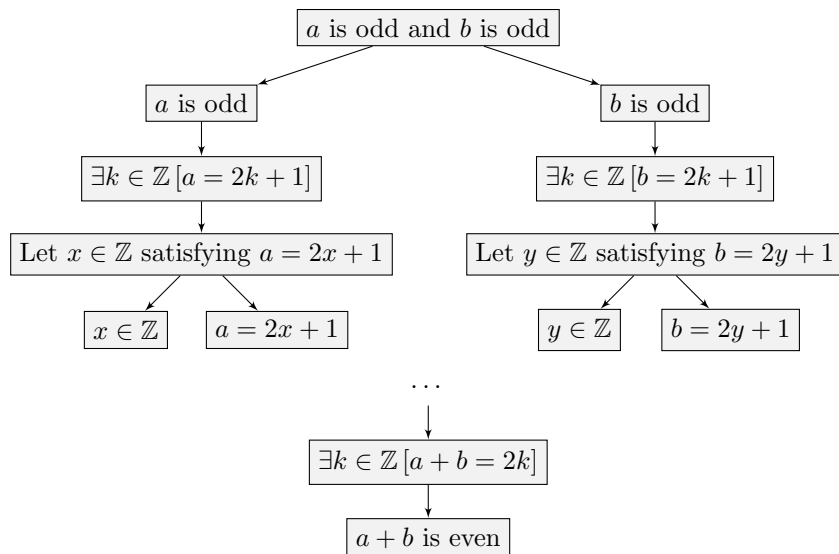 a is odd and b is odd
a is odd
b is odd
∃k ∈ ℤ [a = 2k + 1]
∃k ∈ ℤ [b = 2k + 1]
Let x ∈ ℤ satisfying a = 2x + 1
Let y ∈ ℤ satisfying b = 2y + 1
x ∈ ℤ
a = 2x + 1
y ∈ ℤ
b = 2y + 1
...
∃k ∈ ℤ [a + b = 2k]
a + b is even